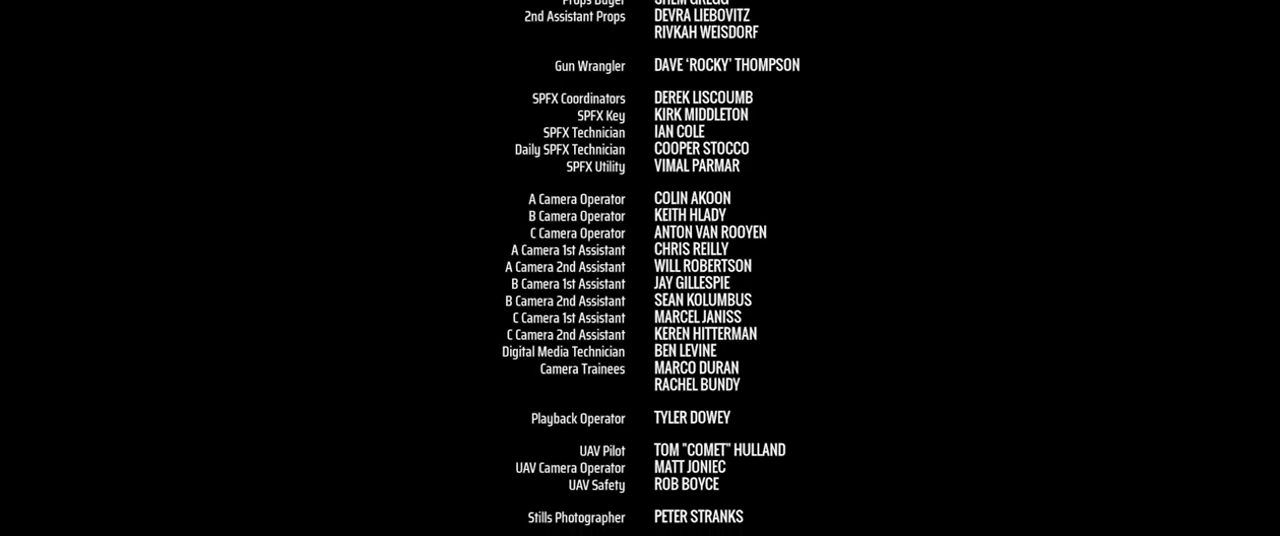 Props Buyer SHEM GREGG
2nd Assistant Props DEVRA LIEBOVITZ
RIVKAH WEISDORF
Gun Wrangler DAVE ‘ROCKY’ THOMPSON
SPFX Coordinators DEREK LISCOUMB
SPFX Key KIRK MIDDLETON
SPFX Technician IAN COLE
Daily SPFX Technician COOPER STOCCO
SPFX Utility VIMAL PARMAR
A Camera Operator COLIN AKOON
B Camera Operator KEITH HLADY
C Camera Operator ANTON VAN ROOYEN
A Camera 1st Assistant CHRIS REILLY
A Camera 2nd Assistant WILL ROBERTSON
B Camera 1st Assistant JAY GILLESPIE
B Camera 2nd Assistant SEAN KOLUMBUS
C Camera 1st Assistant MARCEL JANISS
C Camera 2nd Assistant KEREN HITTERMAN
Digital Media Technician BEN LEVINE
Camera Trainees MARCO DURAN
RACHEL BUNDY
Playback Operator TYLER DOWEY
UAV Pilot TOM "COMET" HULLAND
UAV Camera Operator MATT JONIEC
UAV Safety ROB BOYCE
Stills Photographer PETER STRANKS